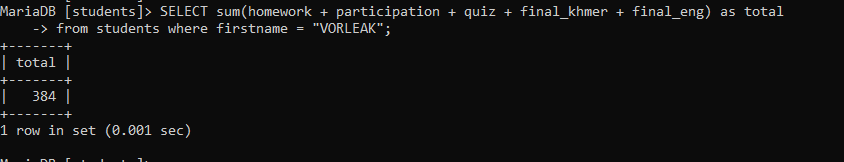 MariaDB [students]> SELECT sum(homework + participation + quiz + final_khmer + final_eng) as total
    -> from students where firstname = "VORLEAK";
+-------+
| total |
+-------+
|   384 |
+-------+
1 row in set (0.001 sec)